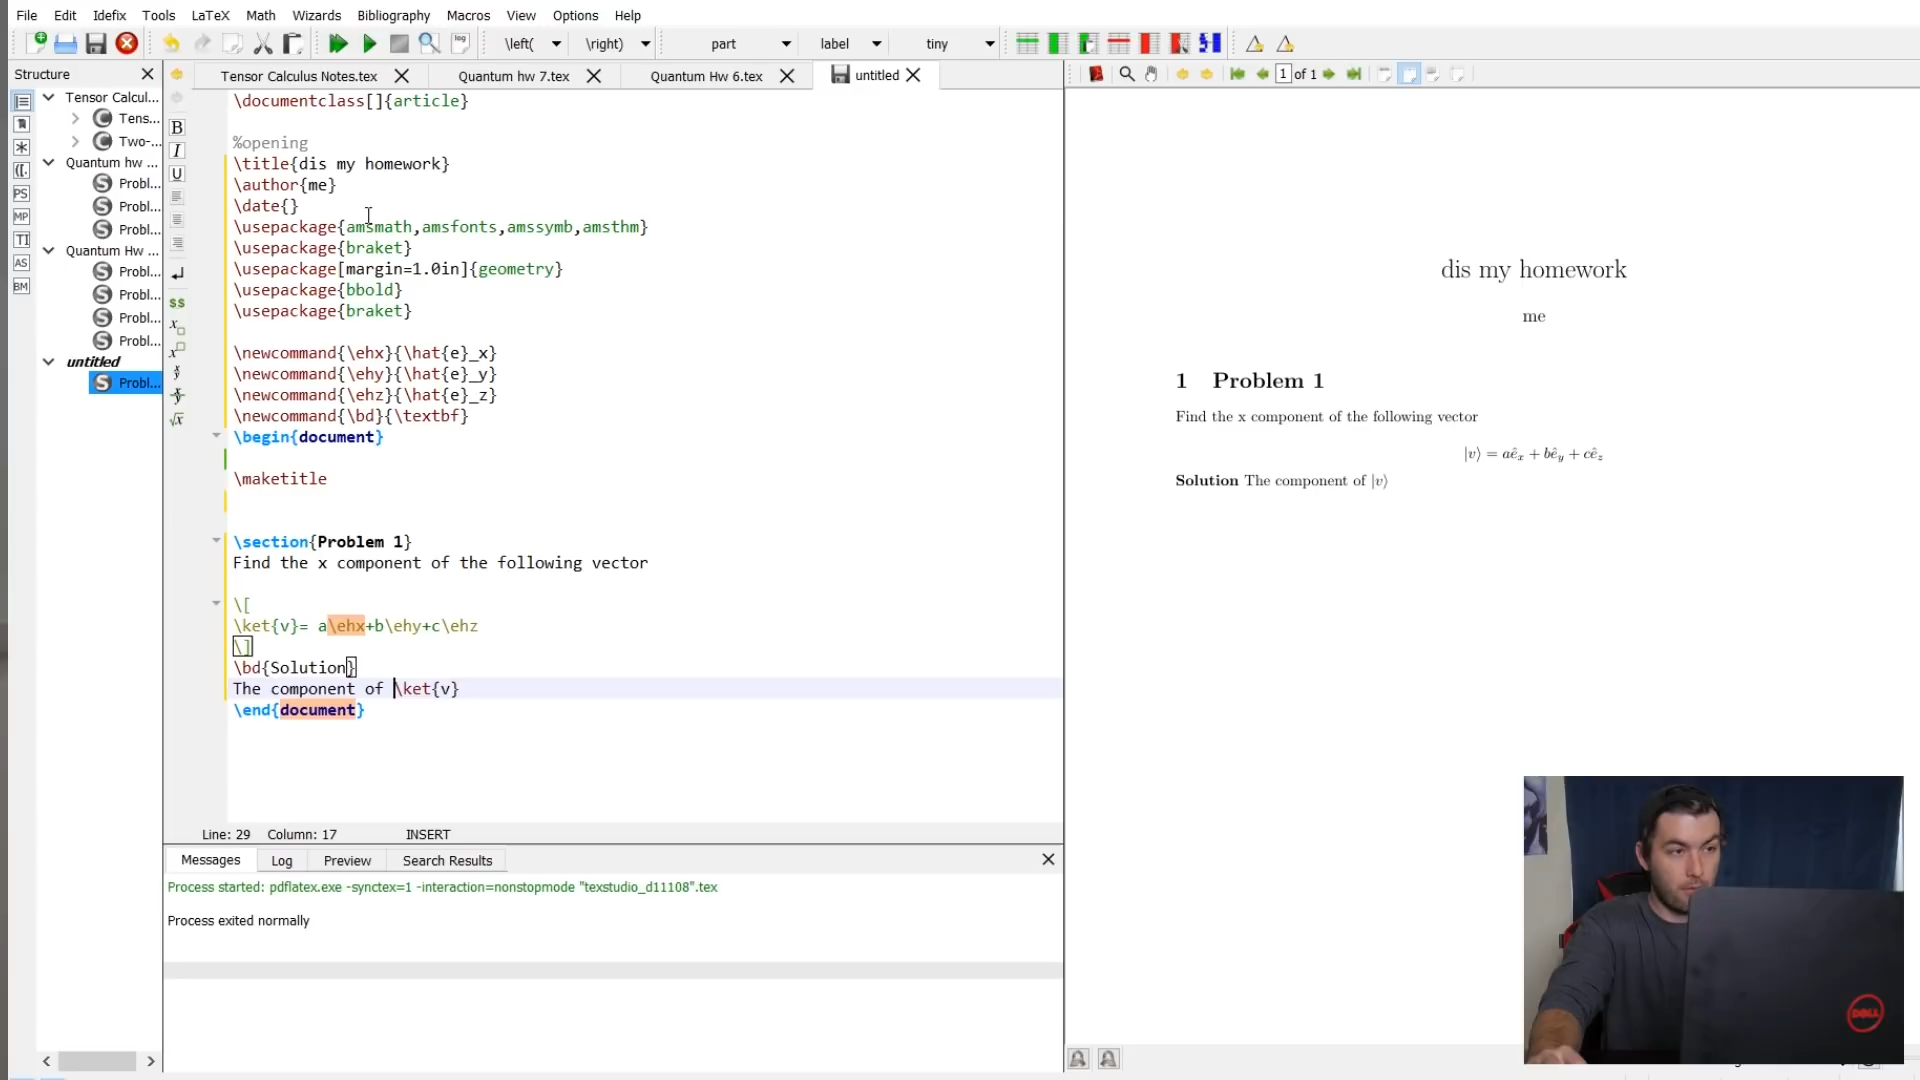 File Edit Idefix Tools LaTeX Math Wizards Bibliography Macros View Options Help
\left( \right) part label tiny
Structure
Tensor Calculus Notes.tex Quantum hw 7.tex Quantum Hw 6.tex untitled
1 of 1
Tensor Calcul...
Tens...
Two-...
Quantum hw ...
Probl...
Probl...
Probl...
Quantum Hw ...
Probl...
Probl...
Probl...
Probl...
untitled
Probl...
PS
MP
TI
AS
BM
B
I
U
$$
\documentclass[]{article}
%opening
\title{dis my homework}
\author{me}
\date{}
\usepackage{amsmath,amsfonts,amssymb,amsthm}
\usepackage{braket}
\usepackage[margin=1.0in]{geometry}
\usepackage{bbold}
\usepackage{braket}
\newcommand{\ehx}{\hat{e}_x}
\newcommand{\ehy}{\hat{e}_y}
\newcommand{\ehz}{\hat{e}_z}
\newcommand{\bd}{\textbf}
\begin{document}
\maketitle
\section{Problem 1}
Find the x component of the following vector
\[
\ket{v}= a\ehx+b\ehy+c\ehz
\]
\bd{Solution}
The component of \ket{v}
\end{document}
Line: 29 Column: 17 INSERT
Messages Log Preview Search Results
Process started: pdflatex.exe -synctex=1 -interaction=nonstopmode "texstudio_d11108".tex
Process exited normally
dis my homework
me
1 Problem 1
Find the x component of the following vector
|v⟩ = aêₓ + bê_y + cê_z
Solution The component of |v⟩
DELL